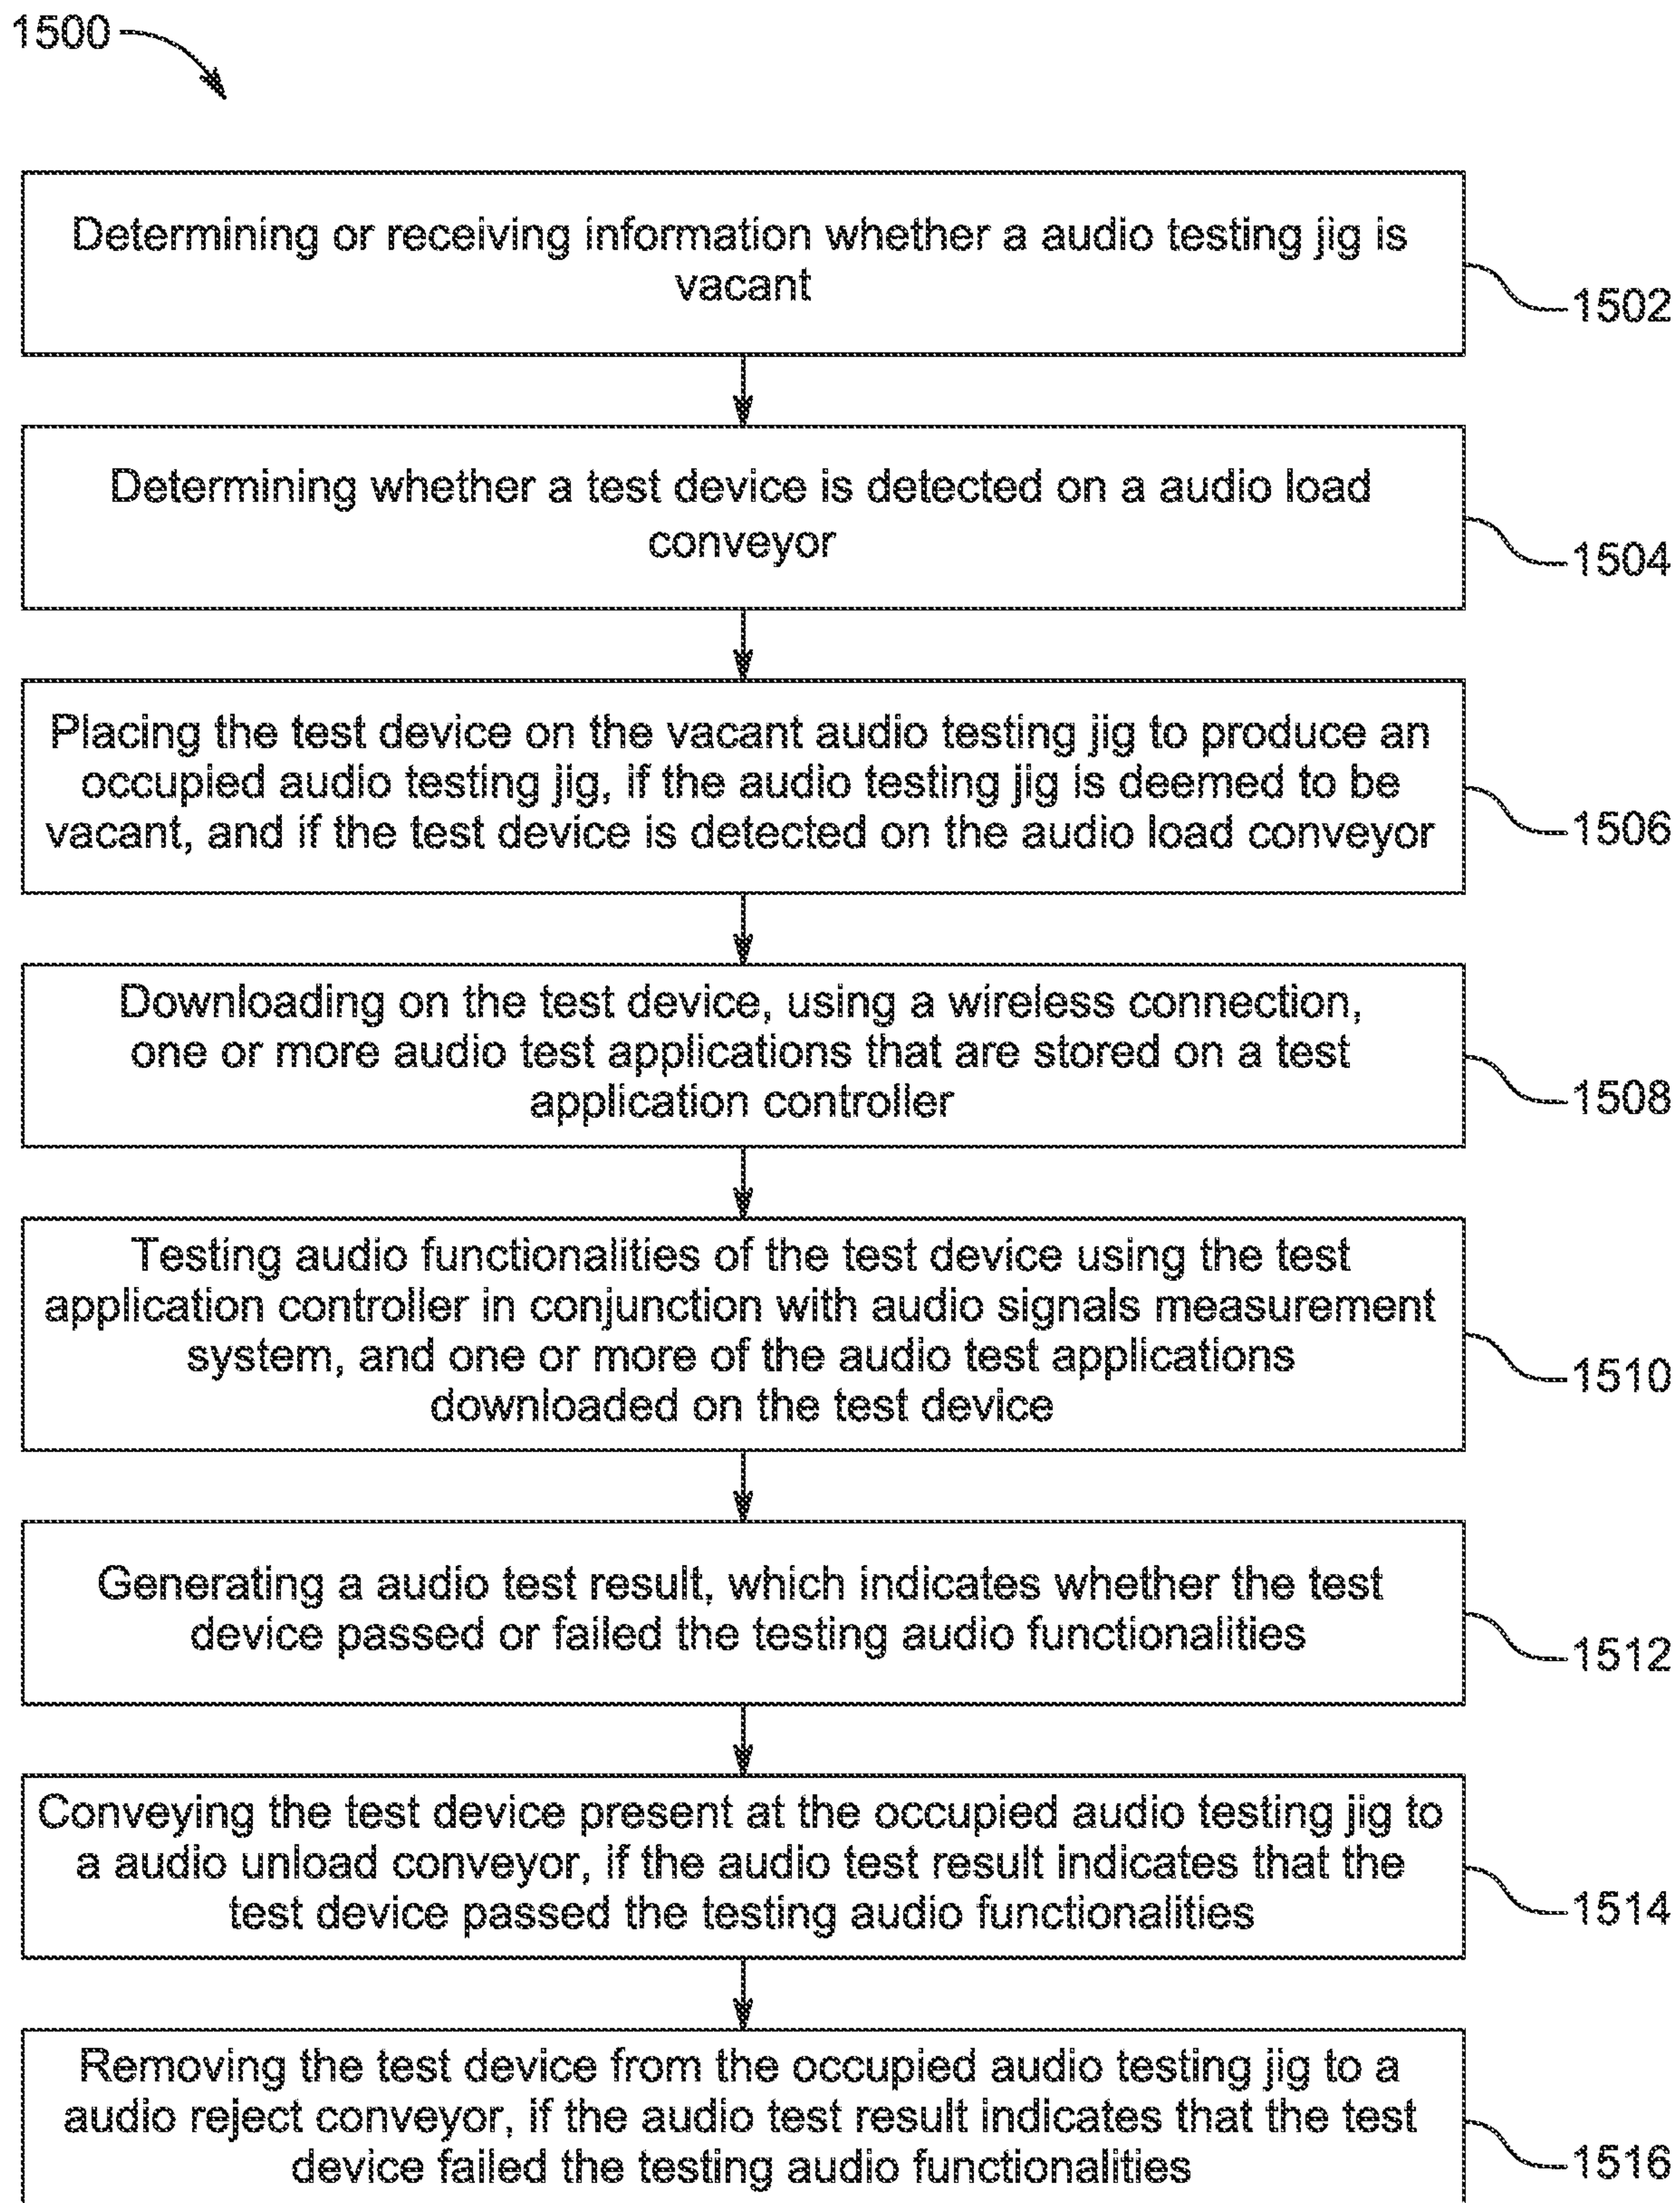 1500
Determining or receiving information whether a audio testing jig is
vacant
1502
Determining whether a test device is detected on a audio load
conveyor
1504
Placing the test device on the vacant audio testing jig to produce an
occupied audio testing jig, if the audio testing jig is deemed to be
vacant, and if the test device is detected on the audio load conveyor
1506
Downloading on the test device, using a wireless connection,
one or more audio test applications that are stored on a test
application controller
1508
Testing audio functionalities of the test device using the test
application controller in conjunction with audio signals measurement
system, and one or more of the audio test applications
downloaded on the test device
1510
Generating a audio test result, which indicates whether the test
device passed or failed the testing audio functionalities
1512
Conveying the test device present at the occupied audio testing jig to
a audio unload conveyor, if the audio test result indicates that the
test device passed the testing audio functionalities
1514
Removing the test device from the occupied audio testing jig to a
audio reject conveyor, if the audio test result indicates that the test
device failed the testing audio functionalities
1516